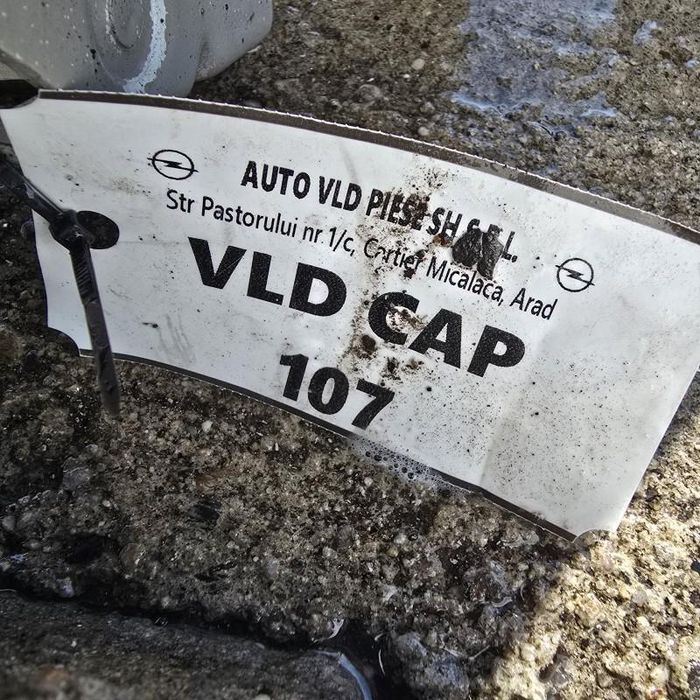 AUTO VLD PIESE SH S.R.L.
Str Pastorului nr 1/c, Cartier Micalaca, Arad
VLD CAP
107